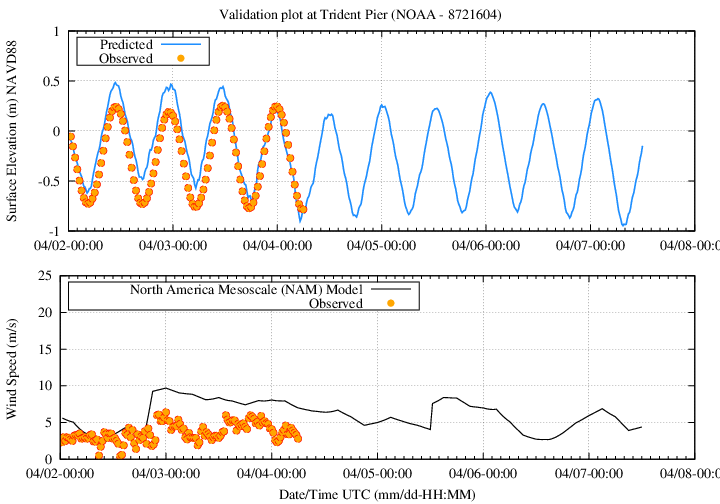 Validation plot at Trident Pier (NOAA - 8721604)
Surface Elevation (m) NAVD88
1
0.5
0
-0.5
-1
Predicted
Observed
04/02-00:00 04/03-00:00 04/04-00:00 04/05-00:00 04/06-00:00 04/07-00:00 04/08-00:00
Wind Speed (m/s)
25
20
15
10
5
0
North America Mesoscale (NAM) Model
Observed
04/02-00:00 04/03-00:00 04/04-00:00 04/05-00:00 04/06-00:00 04/07-00:00 04/08-00:00
Date/Time UTC (mm/dd-HH:MM)